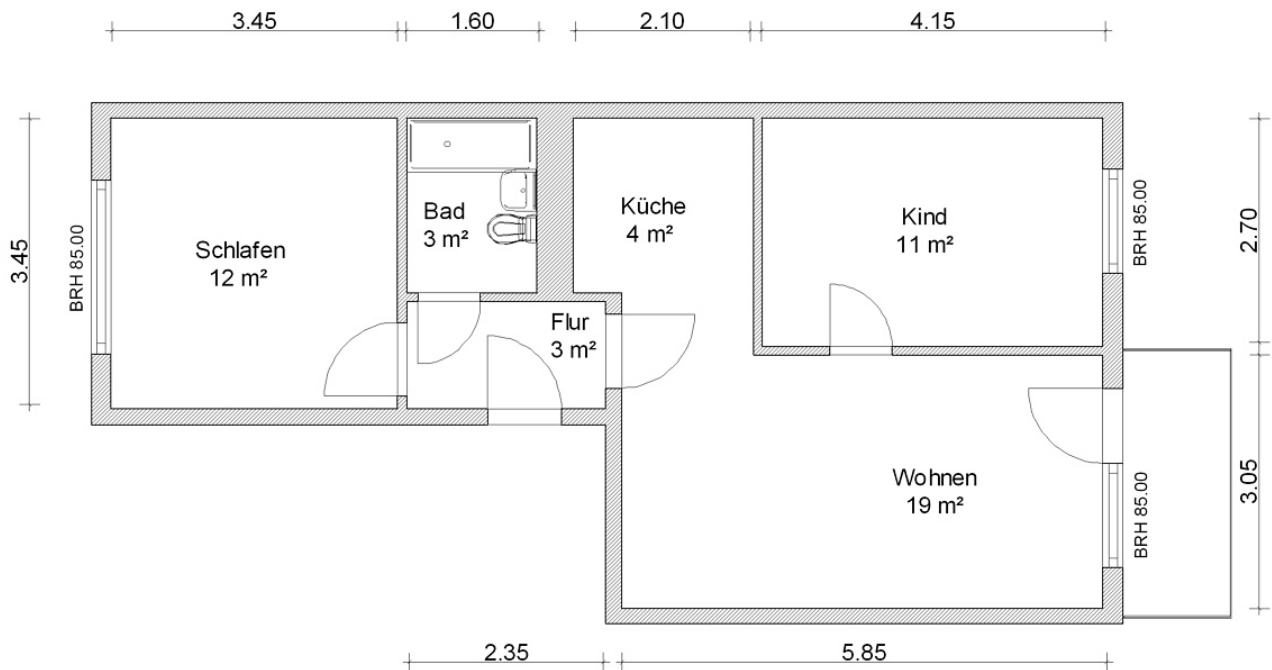 3.45
1.60
2.10
4.15
3.45
BRH 85.00
Schlafen
12 m²
Bad
3 m²
Küche
4 m²
Kind
11 m²
BRH 85.00
2.70
Flur
3 m²
Wohnen
19 m²
BRH 85.00
3.05
2.35
5.85